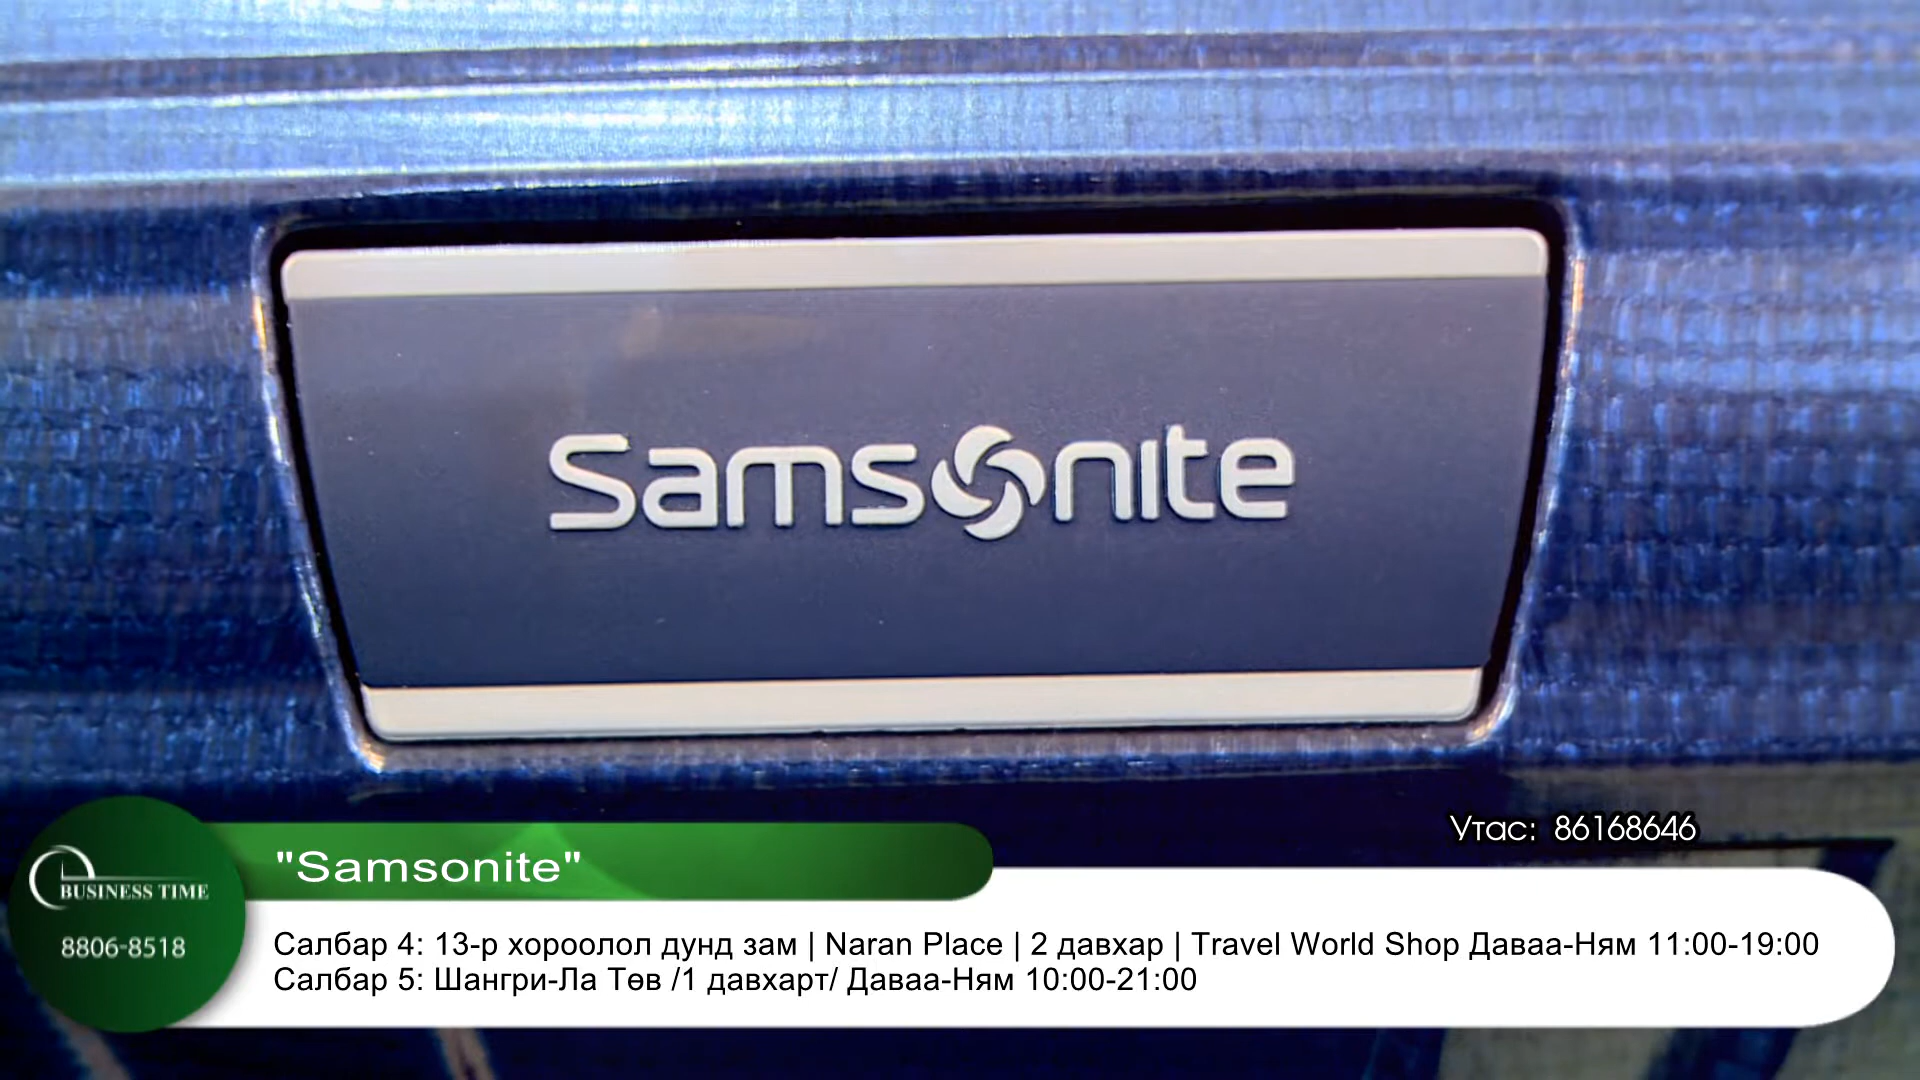 Samsonite
Утас: 86168646
"Samsonite"
BUSINESS TIME
8806-8518
Салбар 4: 13-р хороолол дунд зам | Naran Place | 2 давхар | Travel World Shop Даваа-Ням 11:00-19:00
Салбар 5: Шангри-Ла Төв /1 давхарт/ Даваа-Ням 10:00-21:00